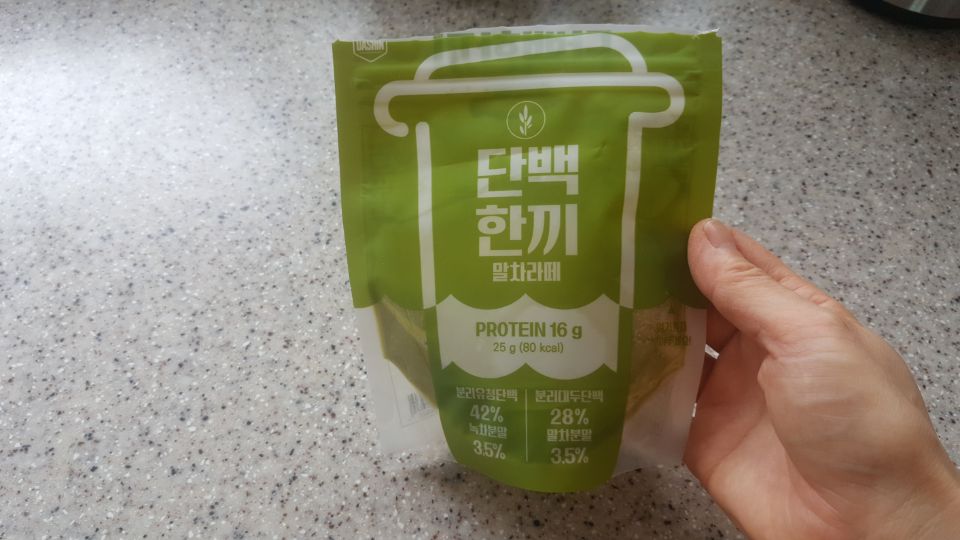 DASHIN
단백
한끼
말차라떼
PROTEIN 16 g
25 g (80 kcal)
분리유청단백
42%
녹차분말
3.5%
분리대두단백
28%
말차분말
3.5%